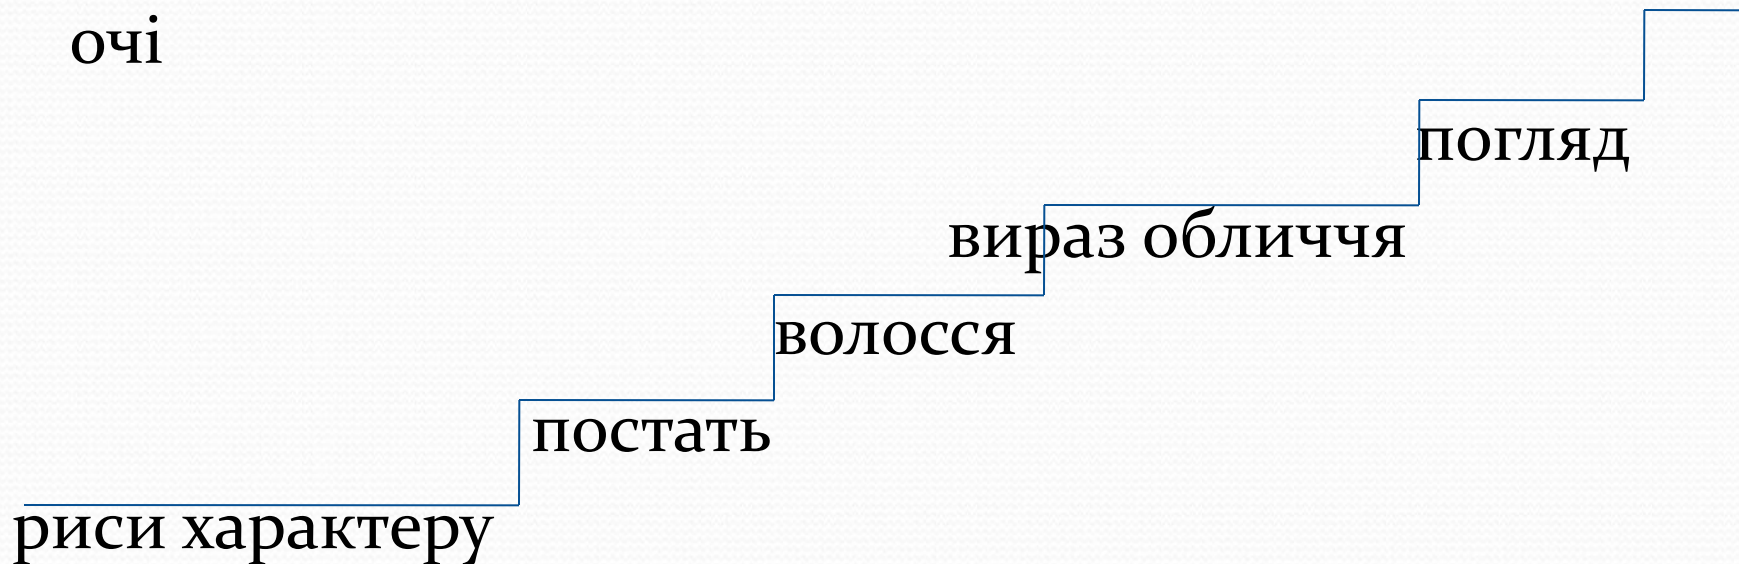 очі
погляд
вираз обличчя
волосся
постать
риси характеру